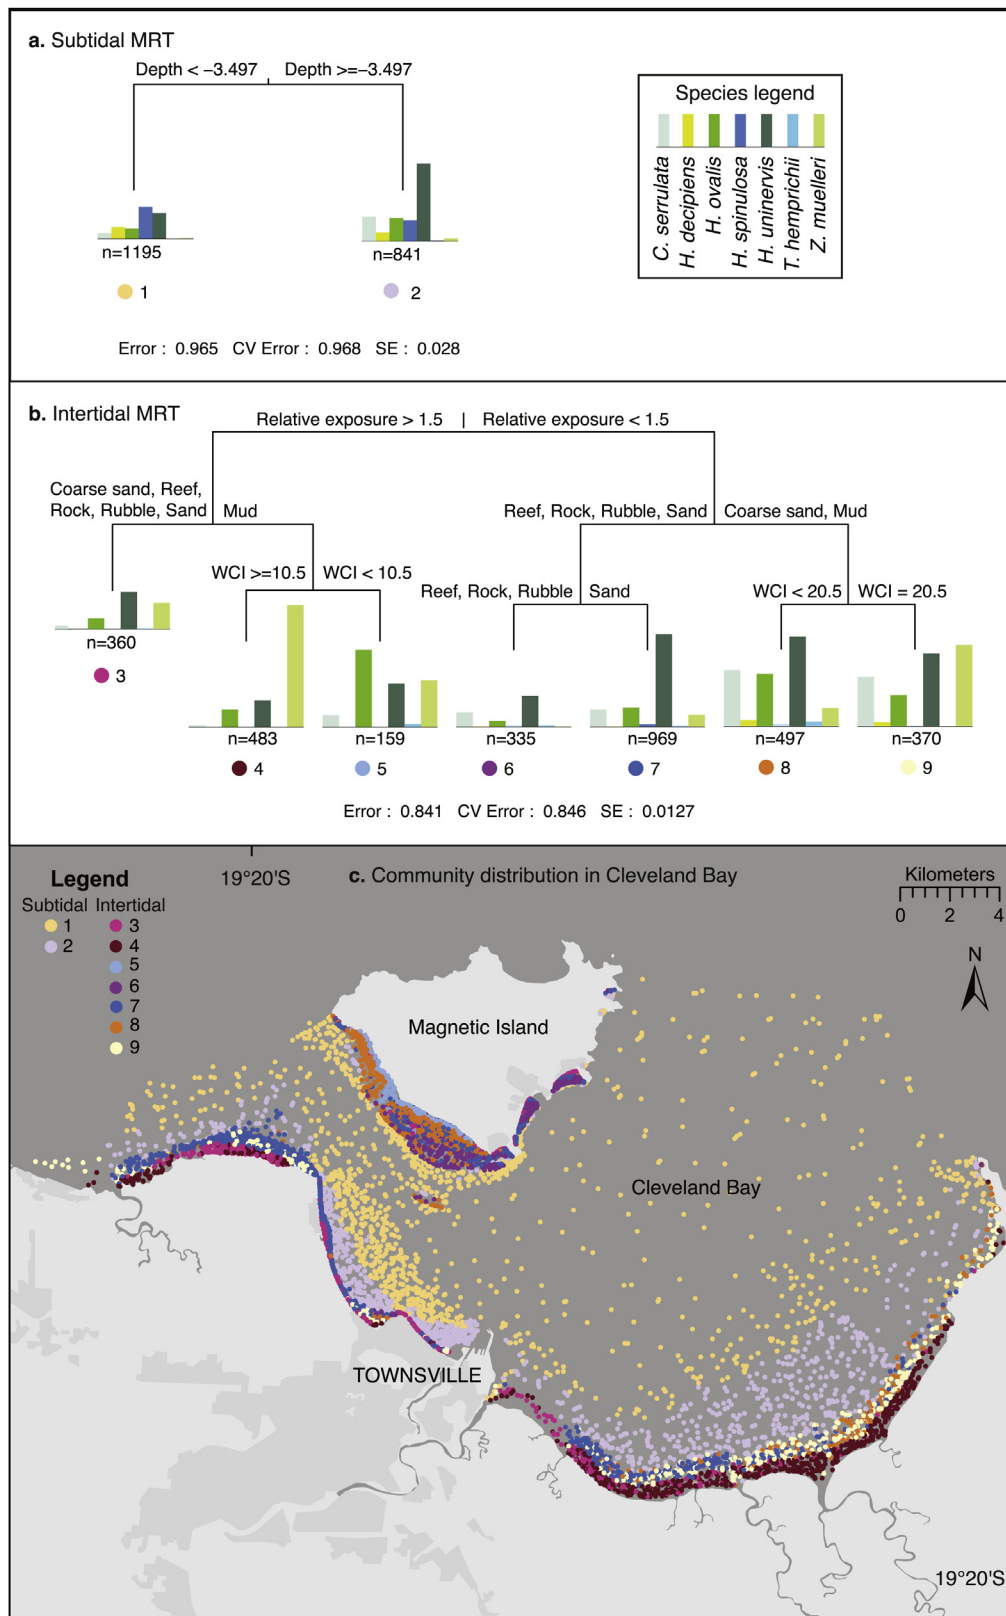 a. Subtidal MRT
Depth < –3.497 Depth >=–3.497
n=1195
n=841
1
2
Error : 0.965 CV Error : 0.968 SE : 0.028
Species legend
C. serrulata
H. decipiens
H. ovalis
H. spinulosa
H. uninervis
T. hemprichii
Z. muelleri
b. Intertidal MRT
Relative exposure > 1.5 | Relative exposure < 1.5
Coarse sand, Reef,
Rock, Rubble, Sand
Mud
Reef, Rock, Rubble, Sand
Coarse sand, Mud
WCI >=10.5 WCI < 10.5
Reef, Rock, Rubble Sand
WCI < 20.5 WCI = 20.5
n=360
3
n=483 n=159 n=335 n=969 n=497 n=370
4 5 6 7 8 9
Error : 0.841 CV Error : 0.846 SE : 0.0127
Legend
Subtidal Intertidal
1 3
2 4
5
6
7
8
9
19°20'S
c. Community distribution in Cleveland Bay
Kilometers
0 2 4
N
Magnetic Island
Cleveland Bay
TOWNSVILLE
19°20'S